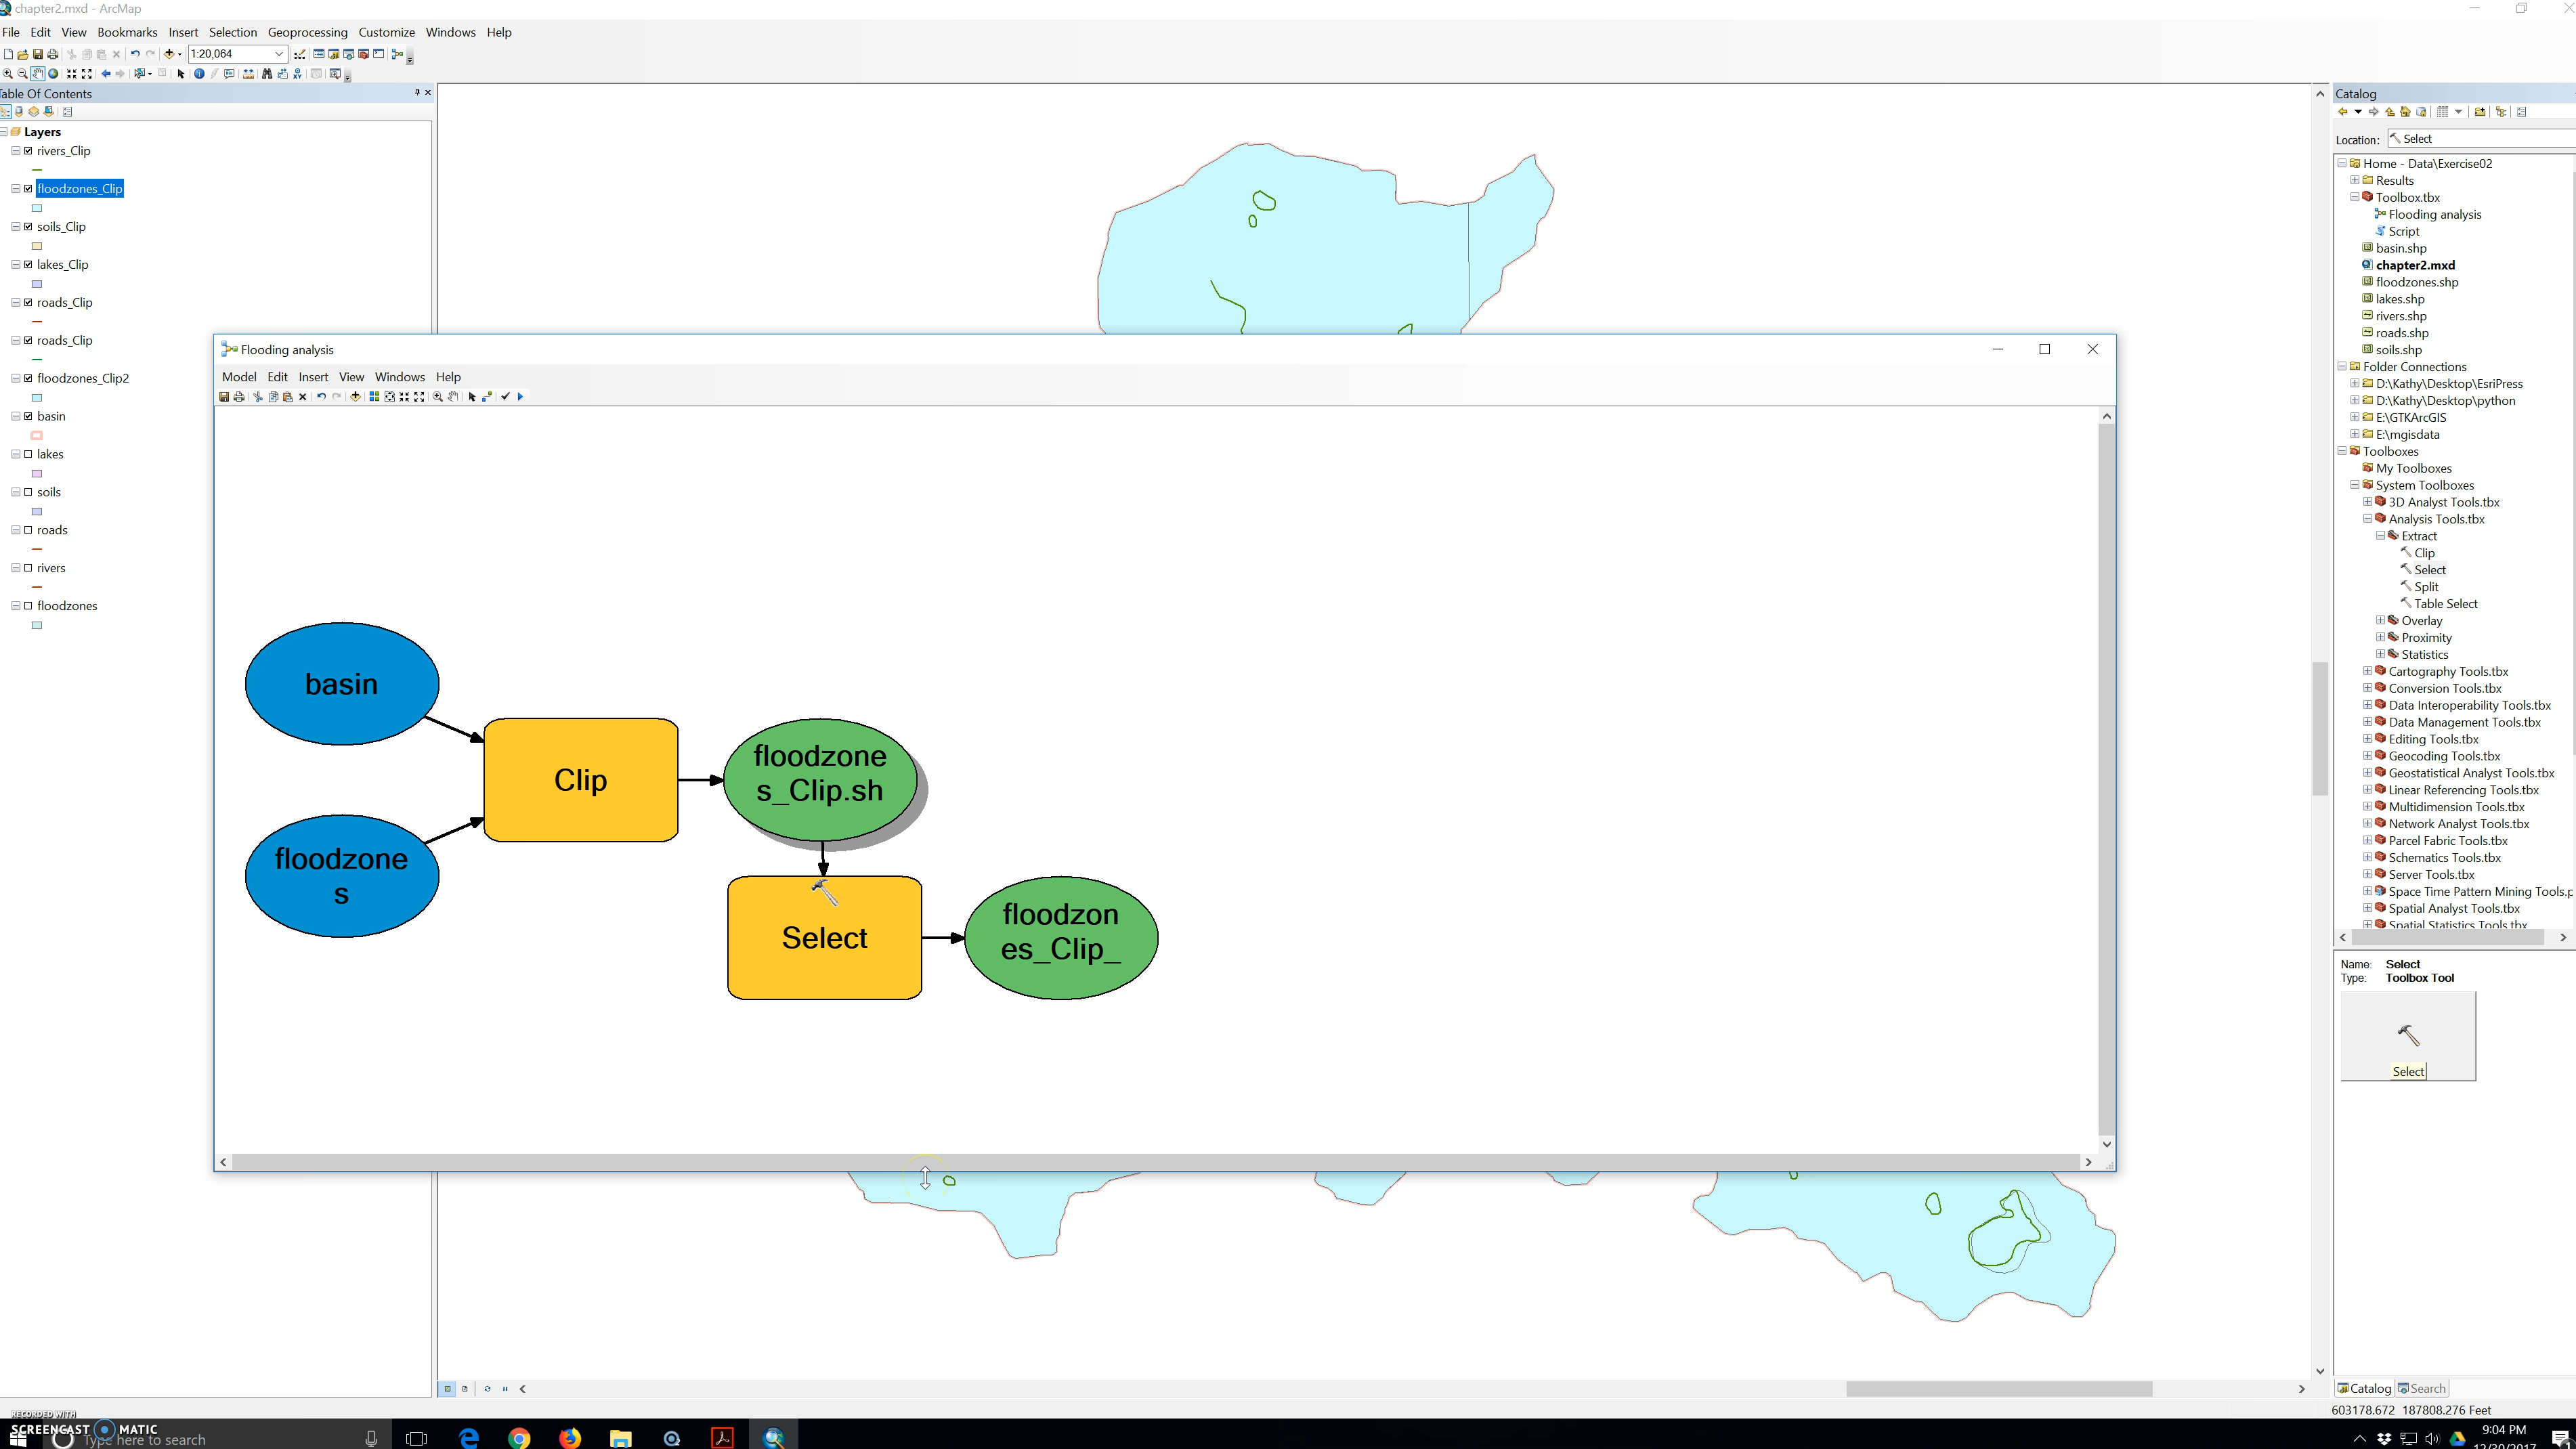 chapter2.mxd - ArcMap
File Edit View Bookmarks Insert Selection Geoprocessing Customize Windows Help
1:20,064
Table Of Contents
Layers
rivers_Clip
floodzones_Clip
soils_Clip
lakes_Clip
roads_Clip
roads_Clip
floodzones_Clip2
basin
lakes
soils
roads
rivers
floodzones
Flooding analysis
Model Edit Insert View Windows Help
basin
floodzone
s
Clip
floodzone
s_Clip.sh
Select
floodzon
es_Clip_
Catalog
Location: Select
Home - Data\Exercise02
Results
Toolbox.tbx
Flooding analysis
Script
basin.shp
chapter2.mxd
floodzones.shp
lakes.shp
rivers.shp
roads.shp
soils.shp
Folder Connections
D:\Kathy\Desktop\EsriPress
D:\Kathy\Desktop\python
E:\GTKArcGIS
E:\mgisdata
Toolboxes
My Toolboxes
System Toolboxes
3D Analyst Tools.tbx
Analysis Tools.tbx
Extract
Clip
Select
Split
Table Select
Overlay
Proximity
Statistics
Cartography Tools.tbx
Conversion Tools.tbx
Data Interoperability Tools.tbx
Data Management Tools.tbx
Editing Tools.tbx
Geocoding Tools.tbx
Geostatistical Analyst Tools.tbx
Linear Referencing Tools.tbx
Multidimension Tools.tbx
Network Analyst Tools.tbx
Parcel Fabric Tools.tbx
Schematics Tools.tbx
Server Tools.tbx
Space Time Pattern Mining Tools.p
Spatial Analyst Tools.tbx
Spatial Statistics Tools.tbx
Name: Select
Type: Toolbox Tool
Select
Catalog Search
603178.672 187808.276 Feet
RECORDED WITH
SCREENCAST MATIC
Type here to search
9:04 PM
12/30/2017